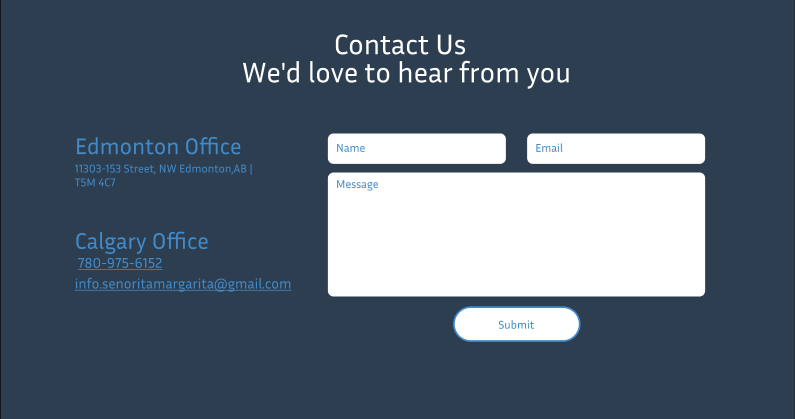 Contact Us
We'd love to hear from you
Edmonton Office
11303-153 Street, NW Edmonton,AB |
T5M 4C7
Calgary Office
780-975-6152
info.senoritamargarita@gmail.com
Name
Email
Message
Submit